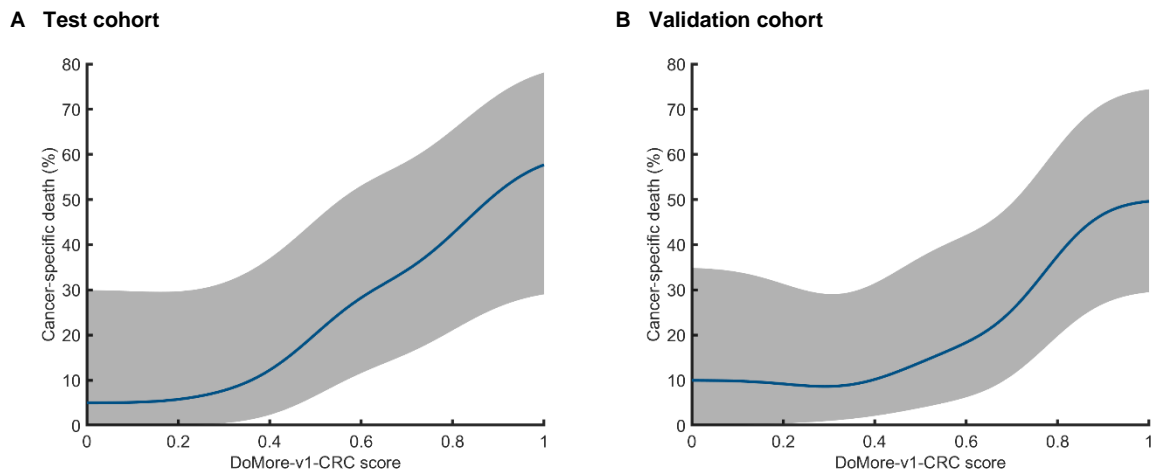 A Test cohort
80
70
60
50
40
30
20
10
0
Cancer-specific death (%)
0 0.2 0.4 0.6 0.8 1
DoMore-v1-CRC score
B Validation cohort
80
70
60
50
40
30
20
10
0
Cancer-specific death (%)
0 0.2 0.4 0.6 0.8 1
DoMore-v1-CRC score